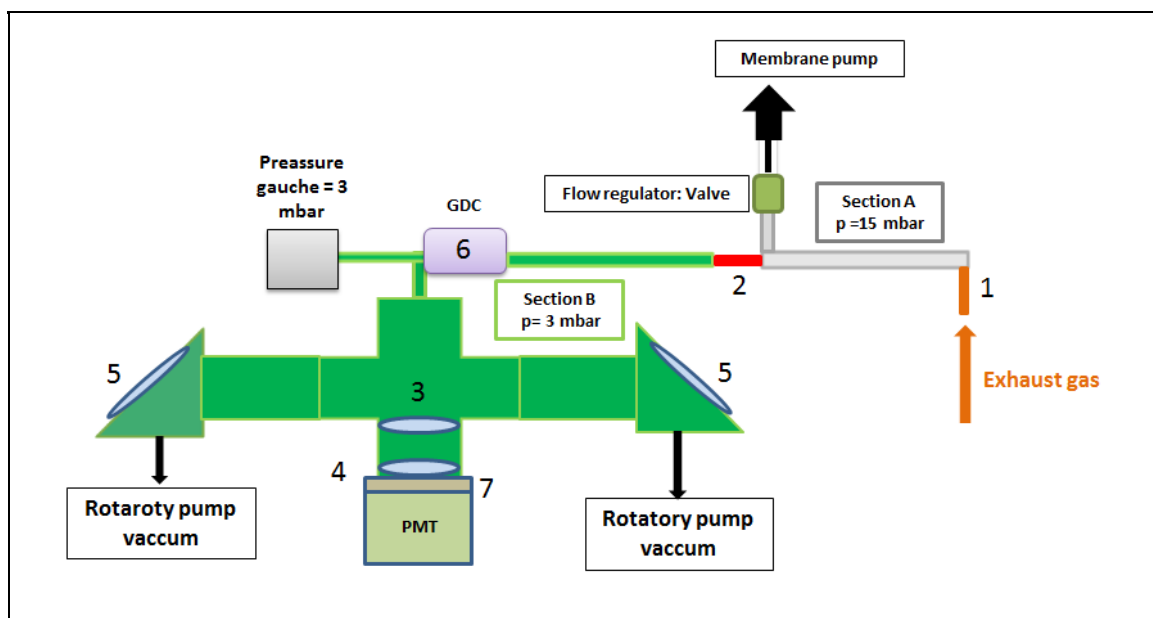 Membrane pump
Preassure
gauche = 3
mbar
GDC
Flow regulator: Valve
Section A
p =15 mbar
6
2
1
Section B
p= 3 mbar
5
3
5
Exhaust gas
4
7
PMT
Rotaroty pump
vaccum
Rotatory pump
vaccum